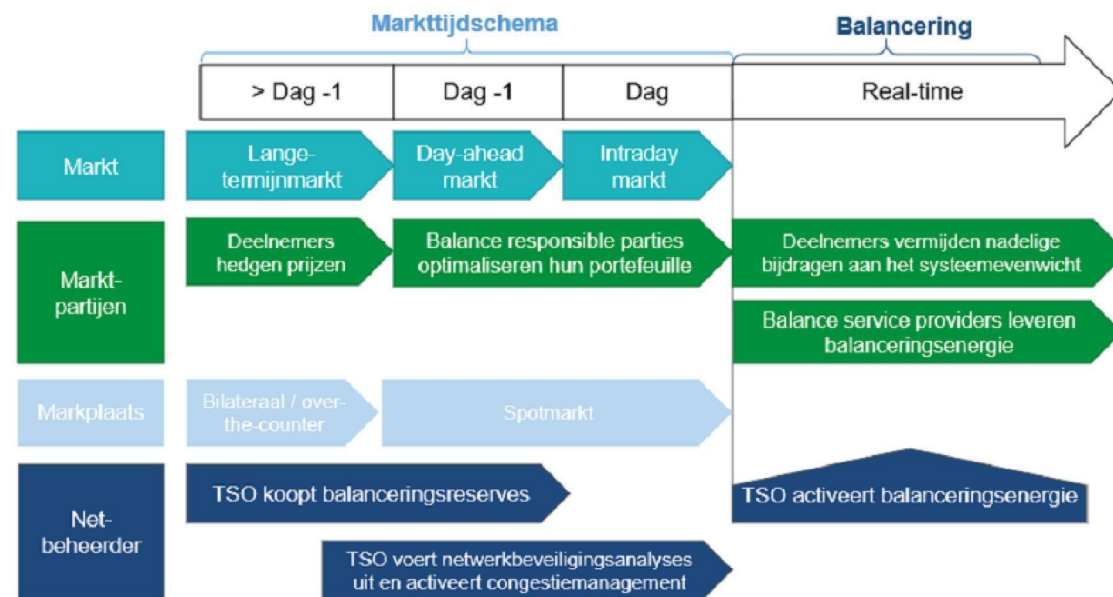 Markttijdschema
Balancering
> Dag -1
Dag -1
Dag
Real-time
Markt
Lange-
termijnmarkt
Day-ahead
markt
Intraday
markt
Markt-
partijen
Deelnemers
hedgen prijzen
Balance responsible parties
optimaliseren hun portefeuille
Deelnemers vermijden nadelige
bijdragen aan het systeemevenwicht
Balance service providers leveren
balanceringsenergie
Markplaats
Bilateraal / over-
the-counter
Spotmarkt
Net-
beheerder
TSO koopt balanceringsreserves
TSO activeert balanceringsenergie
TSO voert netwerkbeveiligingsanalyses
uit en activeert congestiemanagement